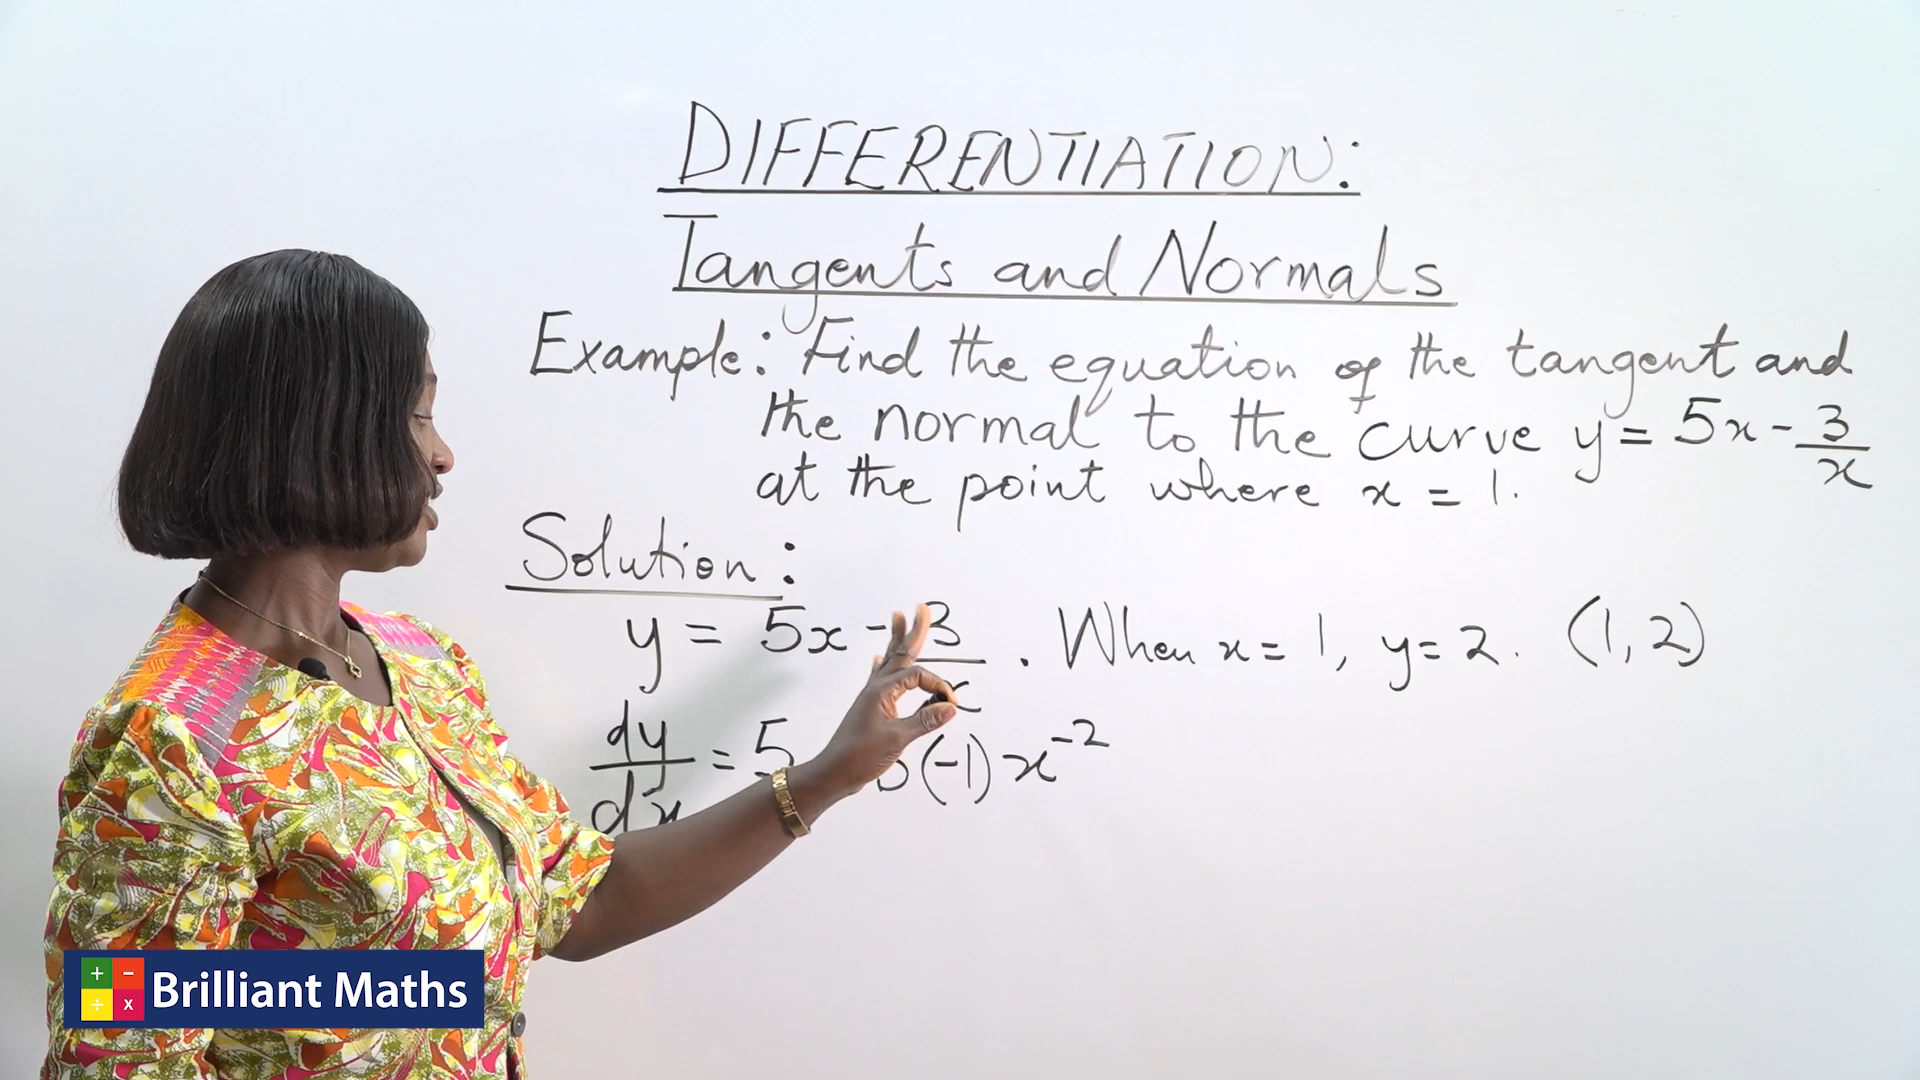 DIFFERENTIATION:
Tangents and Normals
Example: Find the equation of the tangent and
the normal to the curve y = 5x - 3/x
at the point where x = 1.
Solution:
y = 5x - 3/x . When x = 1, y = 2. (1, 2)
dy/dx = 5 (-1) x^-2
+ - ÷ x Brilliant Maths